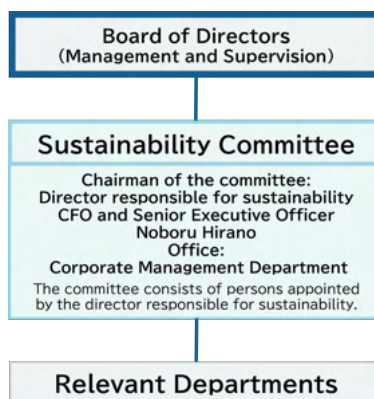 Board of Directors
(Management and Supervision)
Sustainability Committee
Chairman of the committee:
Director responsible for sustainability
CFO and Senior Executive Officer
Noboru Hirano
Office:
Corporate Management Department
The committee consists of persons appointed
by the director responsible for sustainability.
Relevant Departments